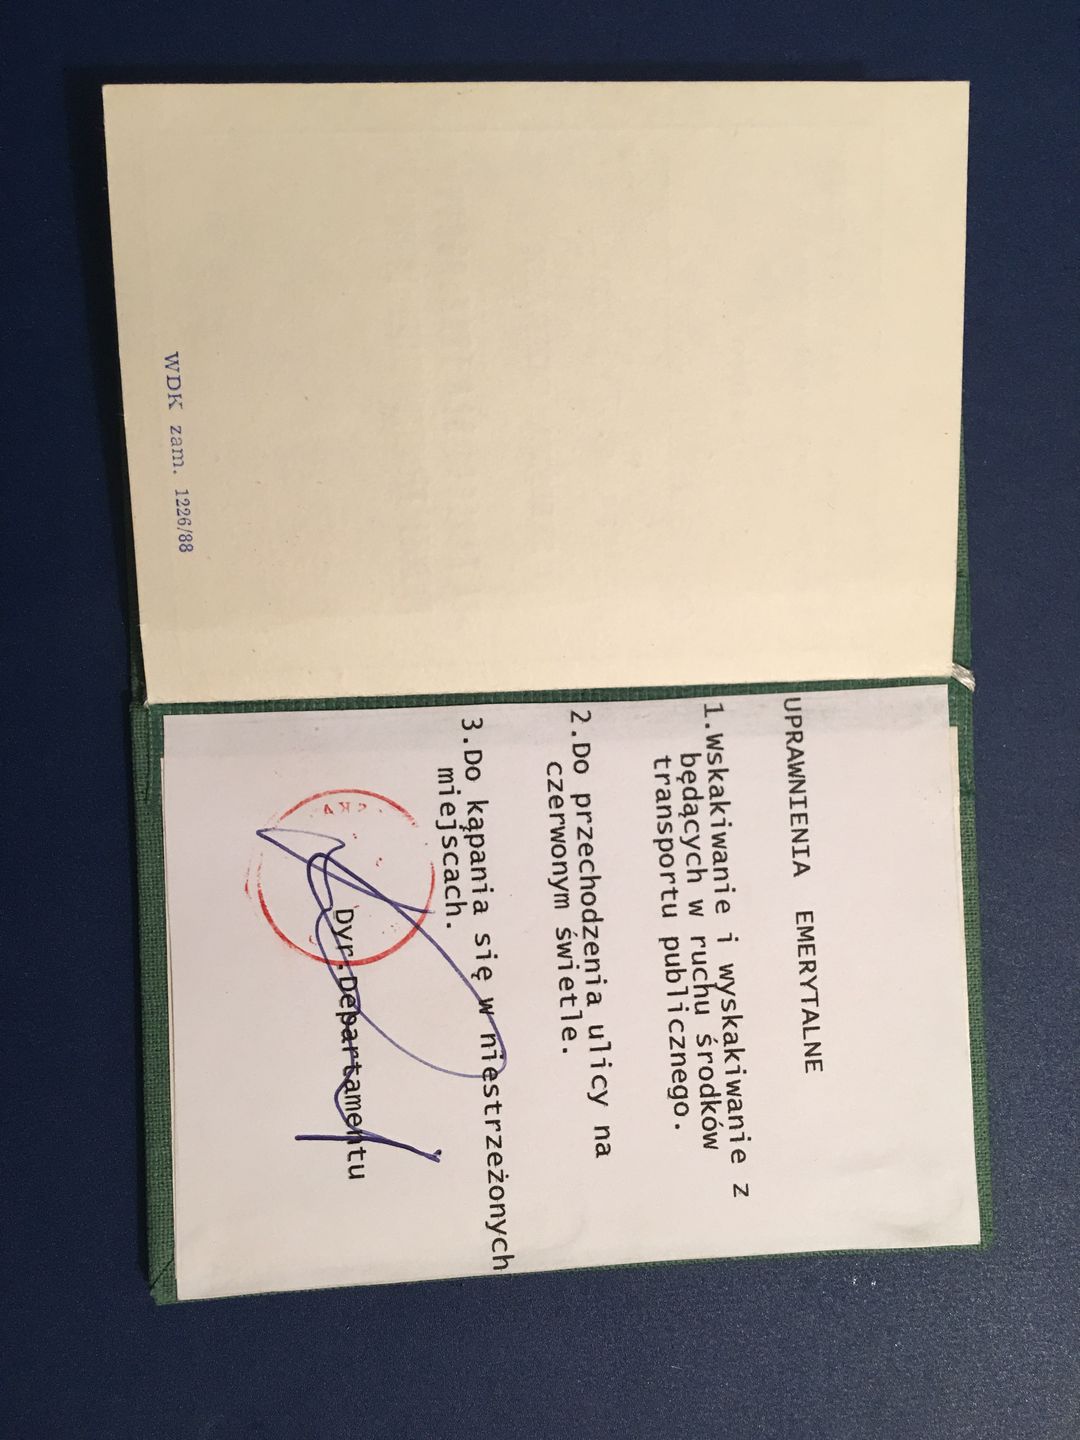 WDK zam. 1226/88
UPRAWNIENIA EMERYTALNE
1.Wskakiwanie i wyskakiwanie z
będących w ruchu środków
transportu publicznego.
2.Do przechodzenia ulicy na
czerwonym świetle.
3.Do kąpania się w niestrzeżonych
miejscach.
Dyr.Departamentu